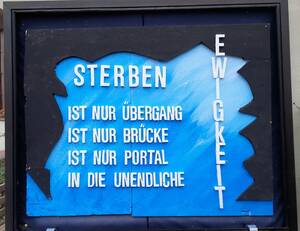 STERBEN
IST NUR ÜBERGANG
IST NUR BRÜCKE
IST NUR PORTAL
IN DIE UNENDLICHE
EWIGKEIT